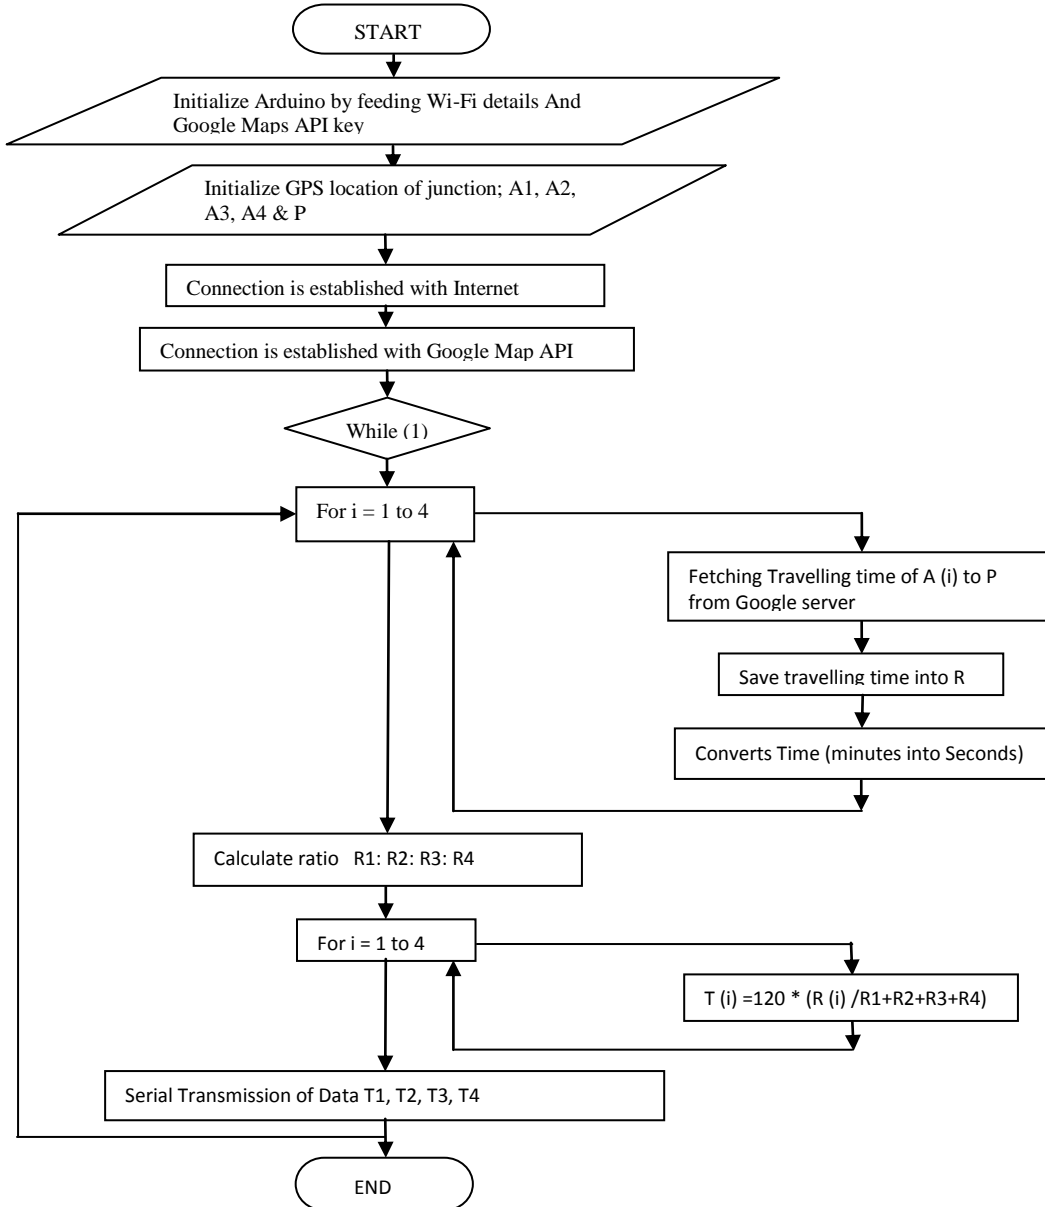 START
Initialize Arduino by feeding Wi-Fi details And
Google Maps API key
Initialize GPS location of junction; A1, A2,
A3, A4 & P
Connection is established with Internet
Connection is established with Google Map API
While (1)
For i = 1 to 4
Fetching Travelling time of A (i) to P
from Google server
Save travelling time into R
Converts Time (minutes into Seconds)
Calculate ratio R1: R2: R3: R4
For i = 1 to 4
T (i) =120 * (R (i) /R1+R2+R3+R4)
Serial Transmission of Data T1, T2, T3, T4
END